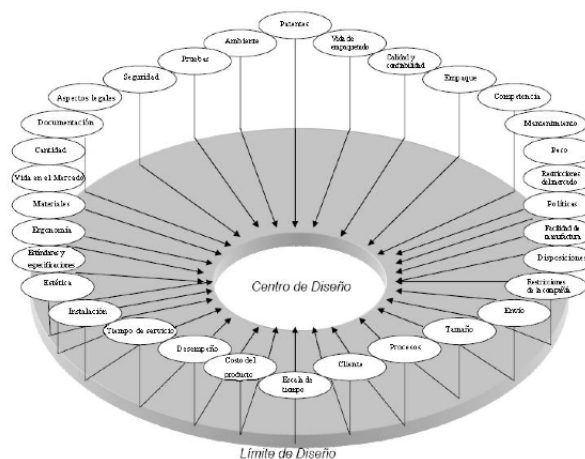 Patentes
Ambiente
Vida de
empaquetado
Pruebas
Calidad y
confiabilidad
Seguridad
Empaque
Aspectos legales
Competencia
Documentación
Mantenimiento
Cantidad
Peso
Vida en el Mercado
Restricciones
del mercado
Materiales
Políticas
Ergonomía
Facilidad de
manufactura
Estándares y
especificaciones
Disposiciones
Estética
Centro de Diseño
Restricciones
de la compañía
Instalación
Envío
Tiempo de servicio
Tamaño
Desempeño
Procesos
Costo del
producto
Cliente
Escala de
tiempo
Límite de Diseño